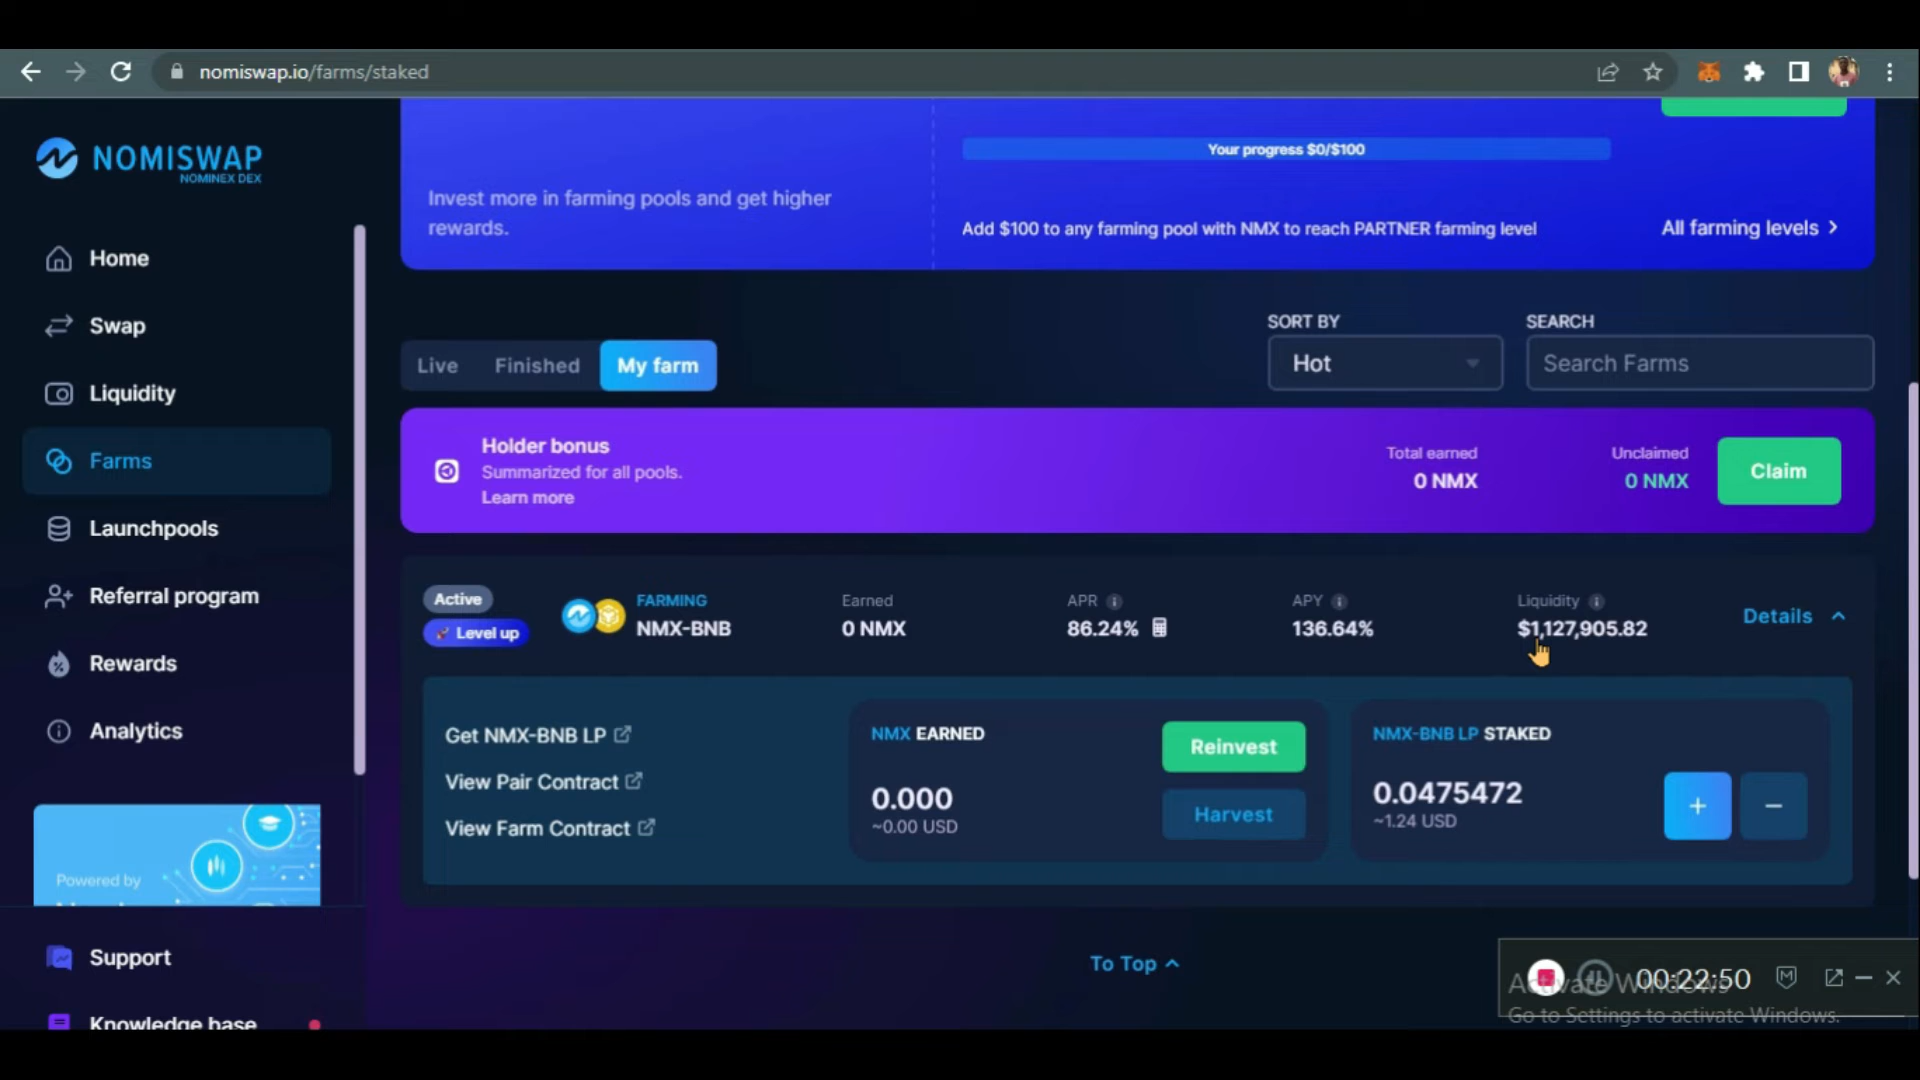 nomiswap.io/farms/staked
NOMISWAP
NOMINEX DEX
Home
Swap
Liquidity
Farms
Launchpools
Referral program
Rewards
Analytics
Powered by
Support
Knowledge base
Your progress $0/$100
Invest more in farming pools and get higher
rewards.
Add $100 to any farming pool with NMX to reach PARTNER farming level
All farming levels
Live Finished My farm
SORT BY
Hot
SEARCH
Search Farms
Holder bonus
Summarized for all pools.
Learn more
Total earned
0 NMX
Unclaimed
0 NMX
Claim
Active
Level up
FARMING
NMX-BNB
Earned
0 NMX
APR
86.24%
APY
136.64%
Liquidity
$1,127,905.82
Details
Get NMX-BNB LP
View Pair Contract
View Farm Contract
NMX EARNED
0.000
~0.00 USD
Reinvest
Harvest
NMX-BNB LP STAKED
0.0475472
~1.24 USD
+ −
To Top
00:22:50
Activate Windows
Go to Settings to activate Windows.